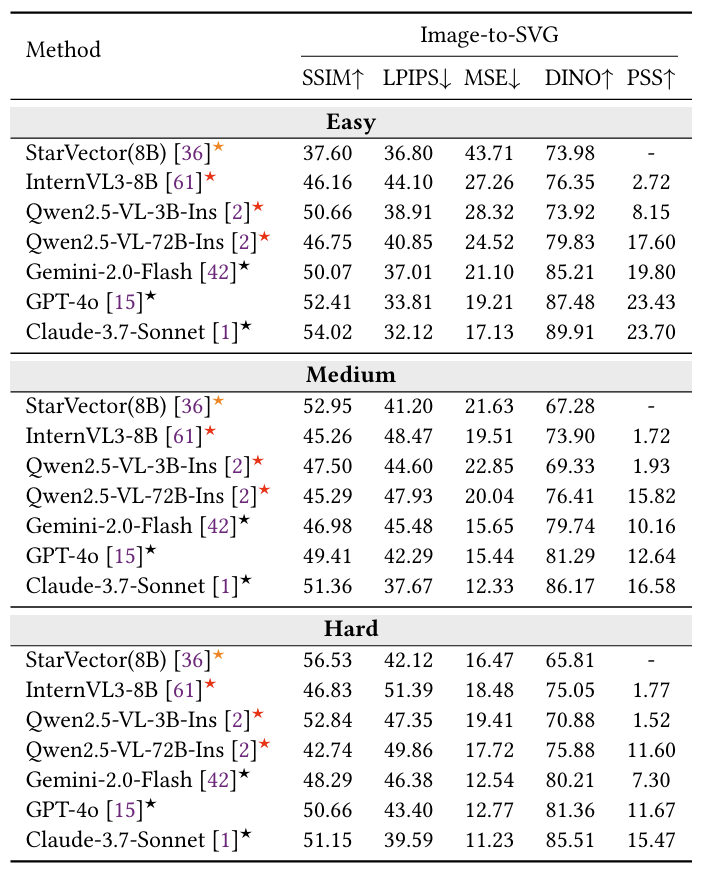 Method Image-to-SVG
SSIM↑ LPIPS↓ MSE↓ DINO↑ PSS↑
Easy
StarVector(8B) [36]★ 37.60 36.80 43.71 73.98 -
InternVL3-8B [61]★ 46.16 44.10 27.26 76.35 2.72
Qwen2.5-VL-3B-Ins [2]★ 50.66 38.91 28.32 73.92 8.15
Qwen2.5-VL-72B-Ins [2]★ 46.75 40.85 24.52 79.83 17.60
Gemini-2.0-Flash [42]★ 50.07 37.01 21.10 85.21 19.80
GPT-4o [15]★ 52.41 33.81 19.21 87.48 23.43
Claude-3.7-Sonnet [1]★ 54.02 32.12 17.13 89.91 23.70
Medium
StarVector(8B) [36]★ 52.95 41.20 21.63 67.28 -
InternVL3-8B [61]★ 45.26 48.47 19.51 73.90 1.72
Qwen2.5-VL-3B-Ins [2]★ 47.50 44.60 22.85 69.33 1.93
Qwen2.5-VL-72B-Ins [2]★ 45.29 47.93 20.04 76.41 15.82
Gemini-2.0-Flash [42]★ 46.98 45.48 15.65 79.74 10.16
GPT-4o [15]★ 49.41 42.29 15.44 81.29 12.64
Claude-3.7-Sonnet [1]★ 51.36 37.67 12.33 86.17 16.58
Hard
StarVector(8B) [36]★ 56.53 42.12 16.47 65.81 -
InternVL3-8B [61]★ 46.83 51.39 18.48 75.05 1.77
Qwen2.5-VL-3B-Ins [2]★ 52.84 47.35 19.41 70.88 1.52
Qwen2.5-VL-72B-Ins [2]★ 42.74 49.86 17.72 75.88 11.60
Gemini-2.0-Flash [42]★ 48.29 46.38 12.54 80.21 7.30
GPT-4o [15]★ 50.66 43.40 12.77 81.36 11.67
Claude-3.7-Sonnet [1]★ 51.15 39.59 11.23 85.51 15.47